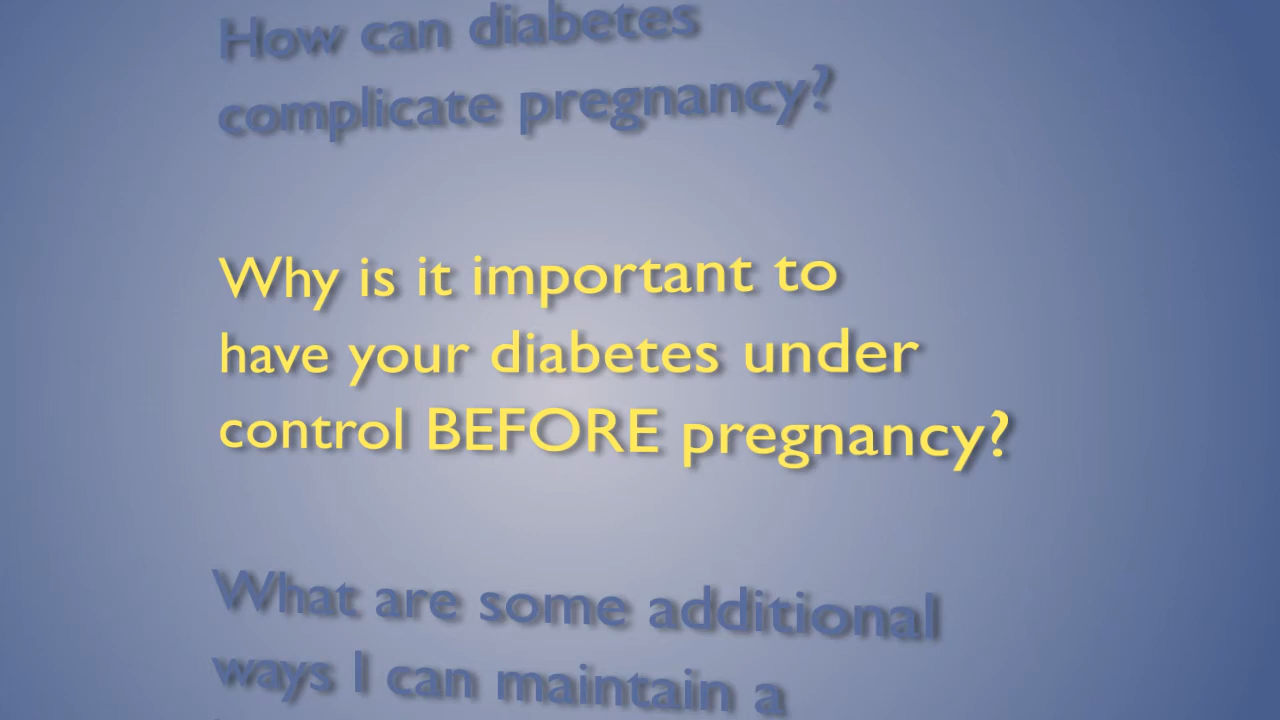 How can diabetes
complicate pregnancy?
Why is it important to
have your diabetes under
control BEFORE pregnancy?
What are some additional
ways I can maintain a